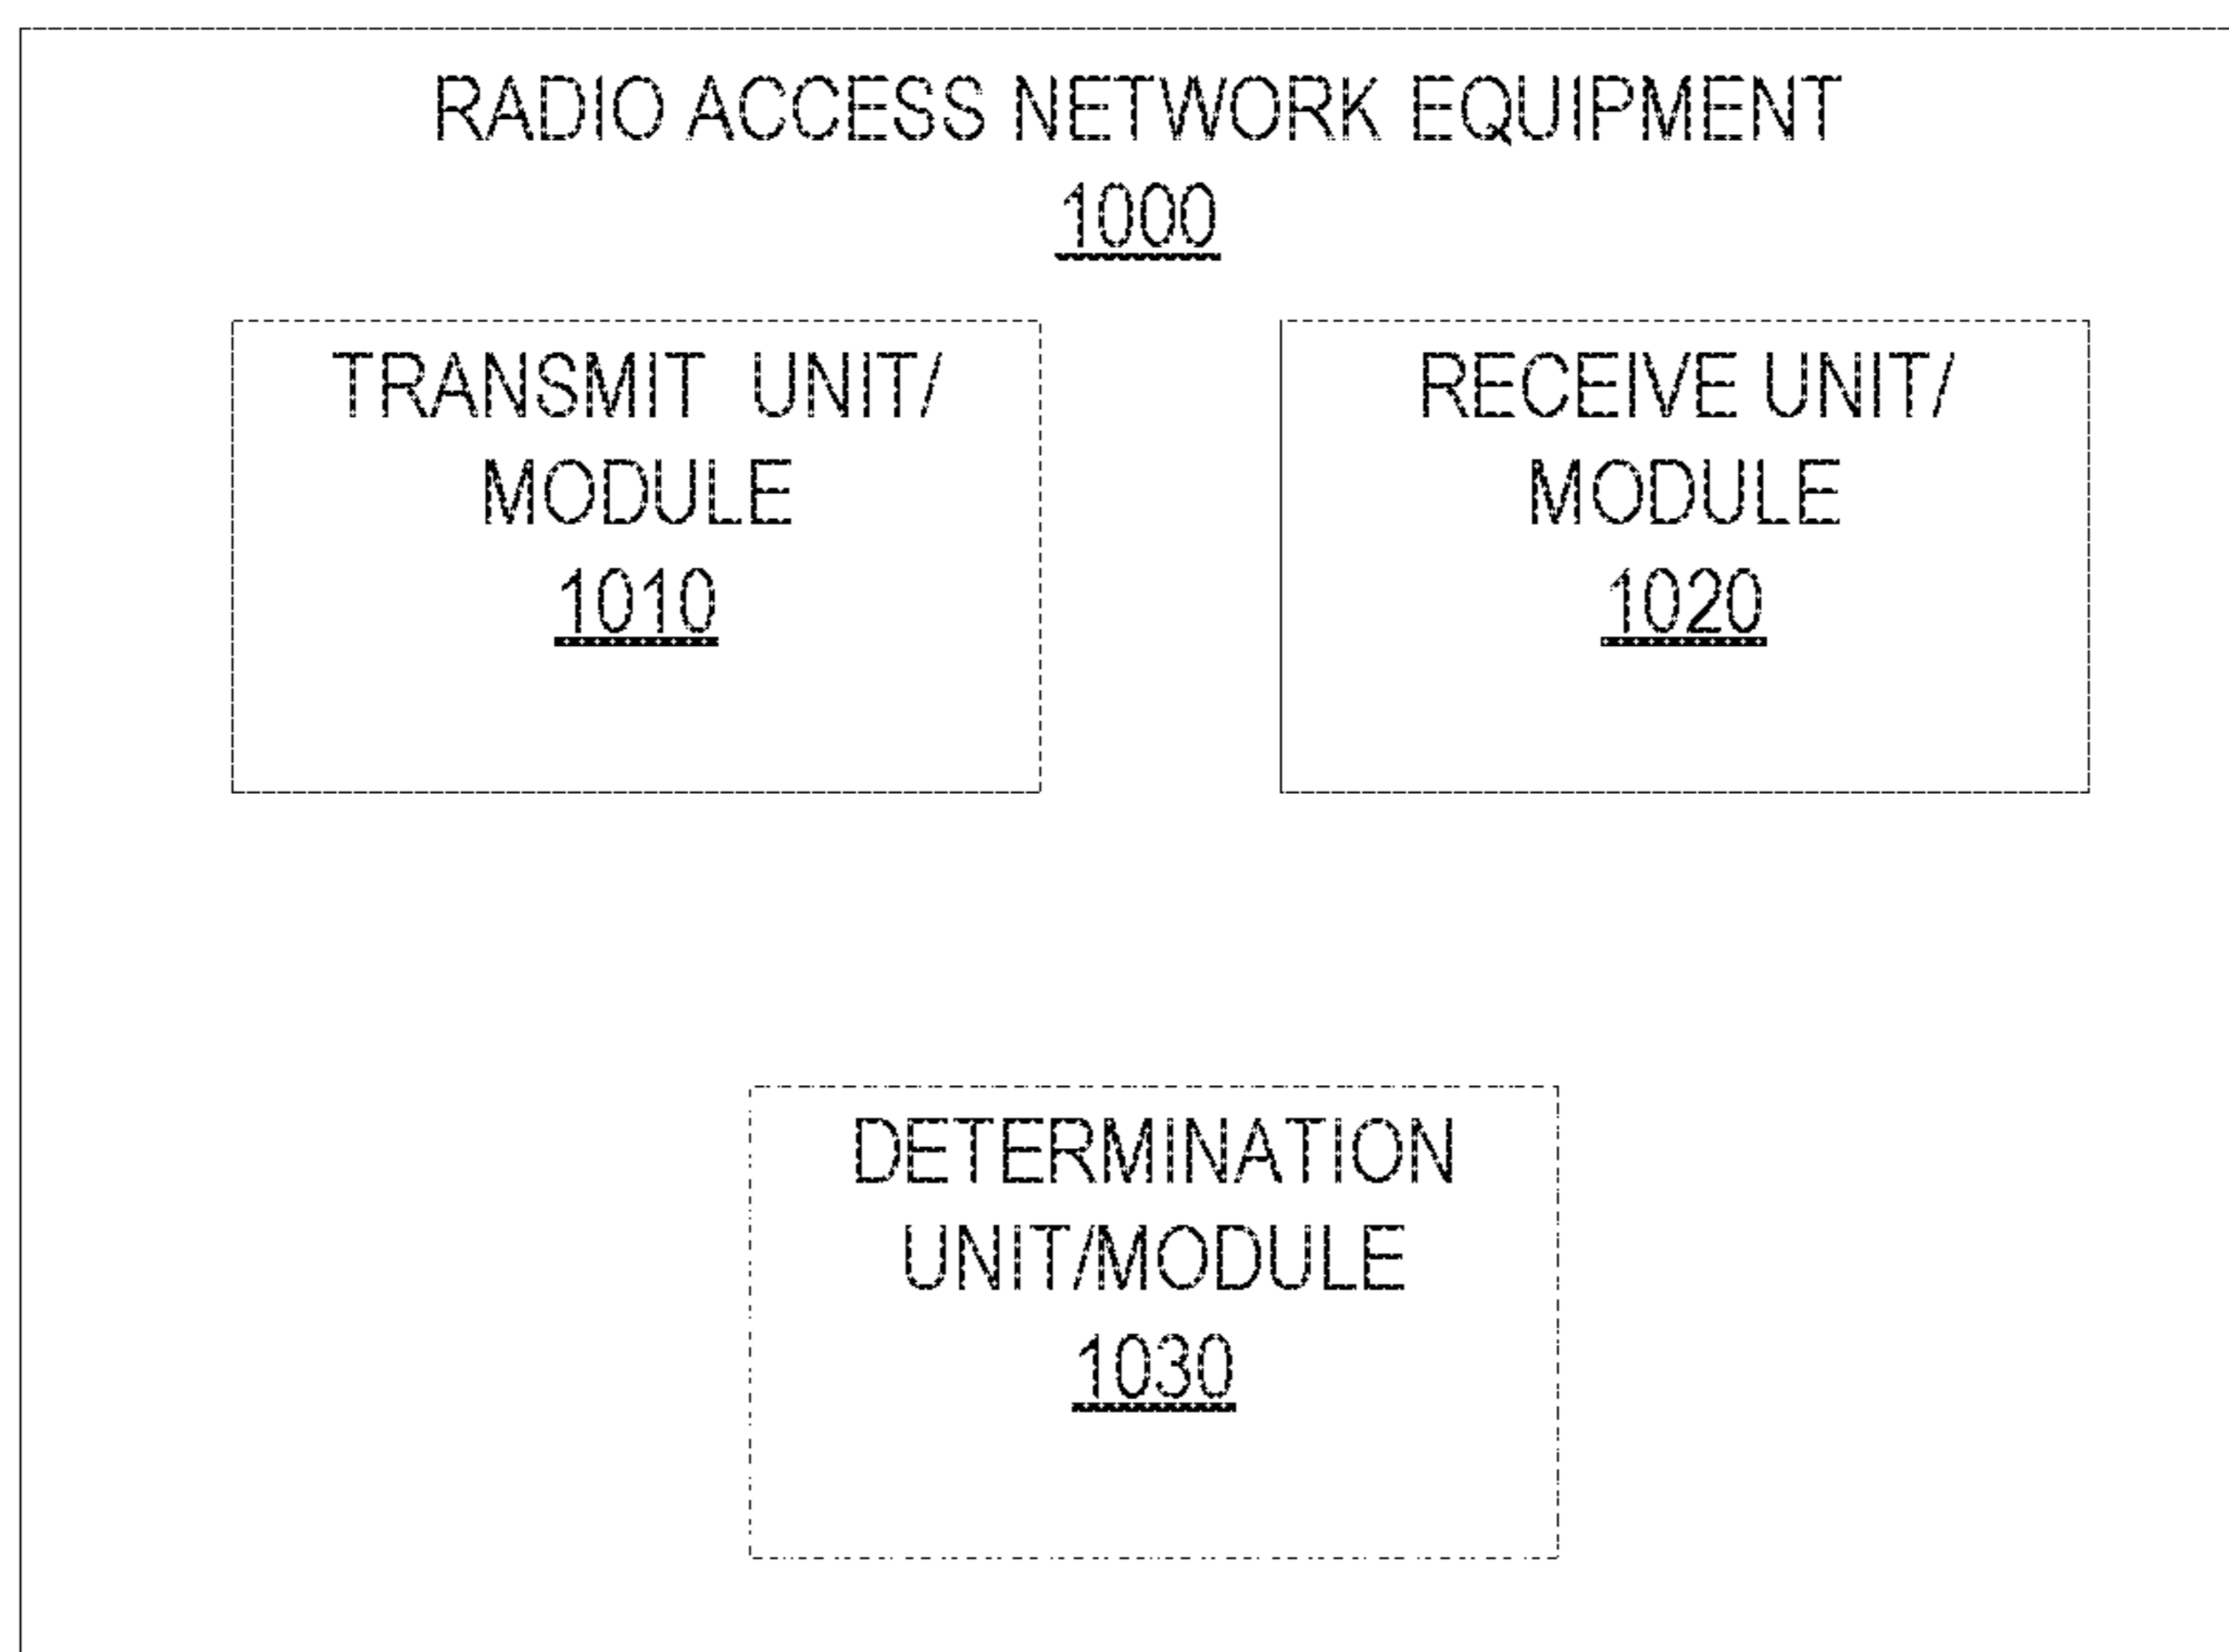 RADIO ACCESS NETWORK EQUIPMENT
1000
TRANSMIT UNIT/
MODULE
1010
RECEIVE UNIT/
MODULE
1020
DETERMINATION
UNIT/MODULE
1030